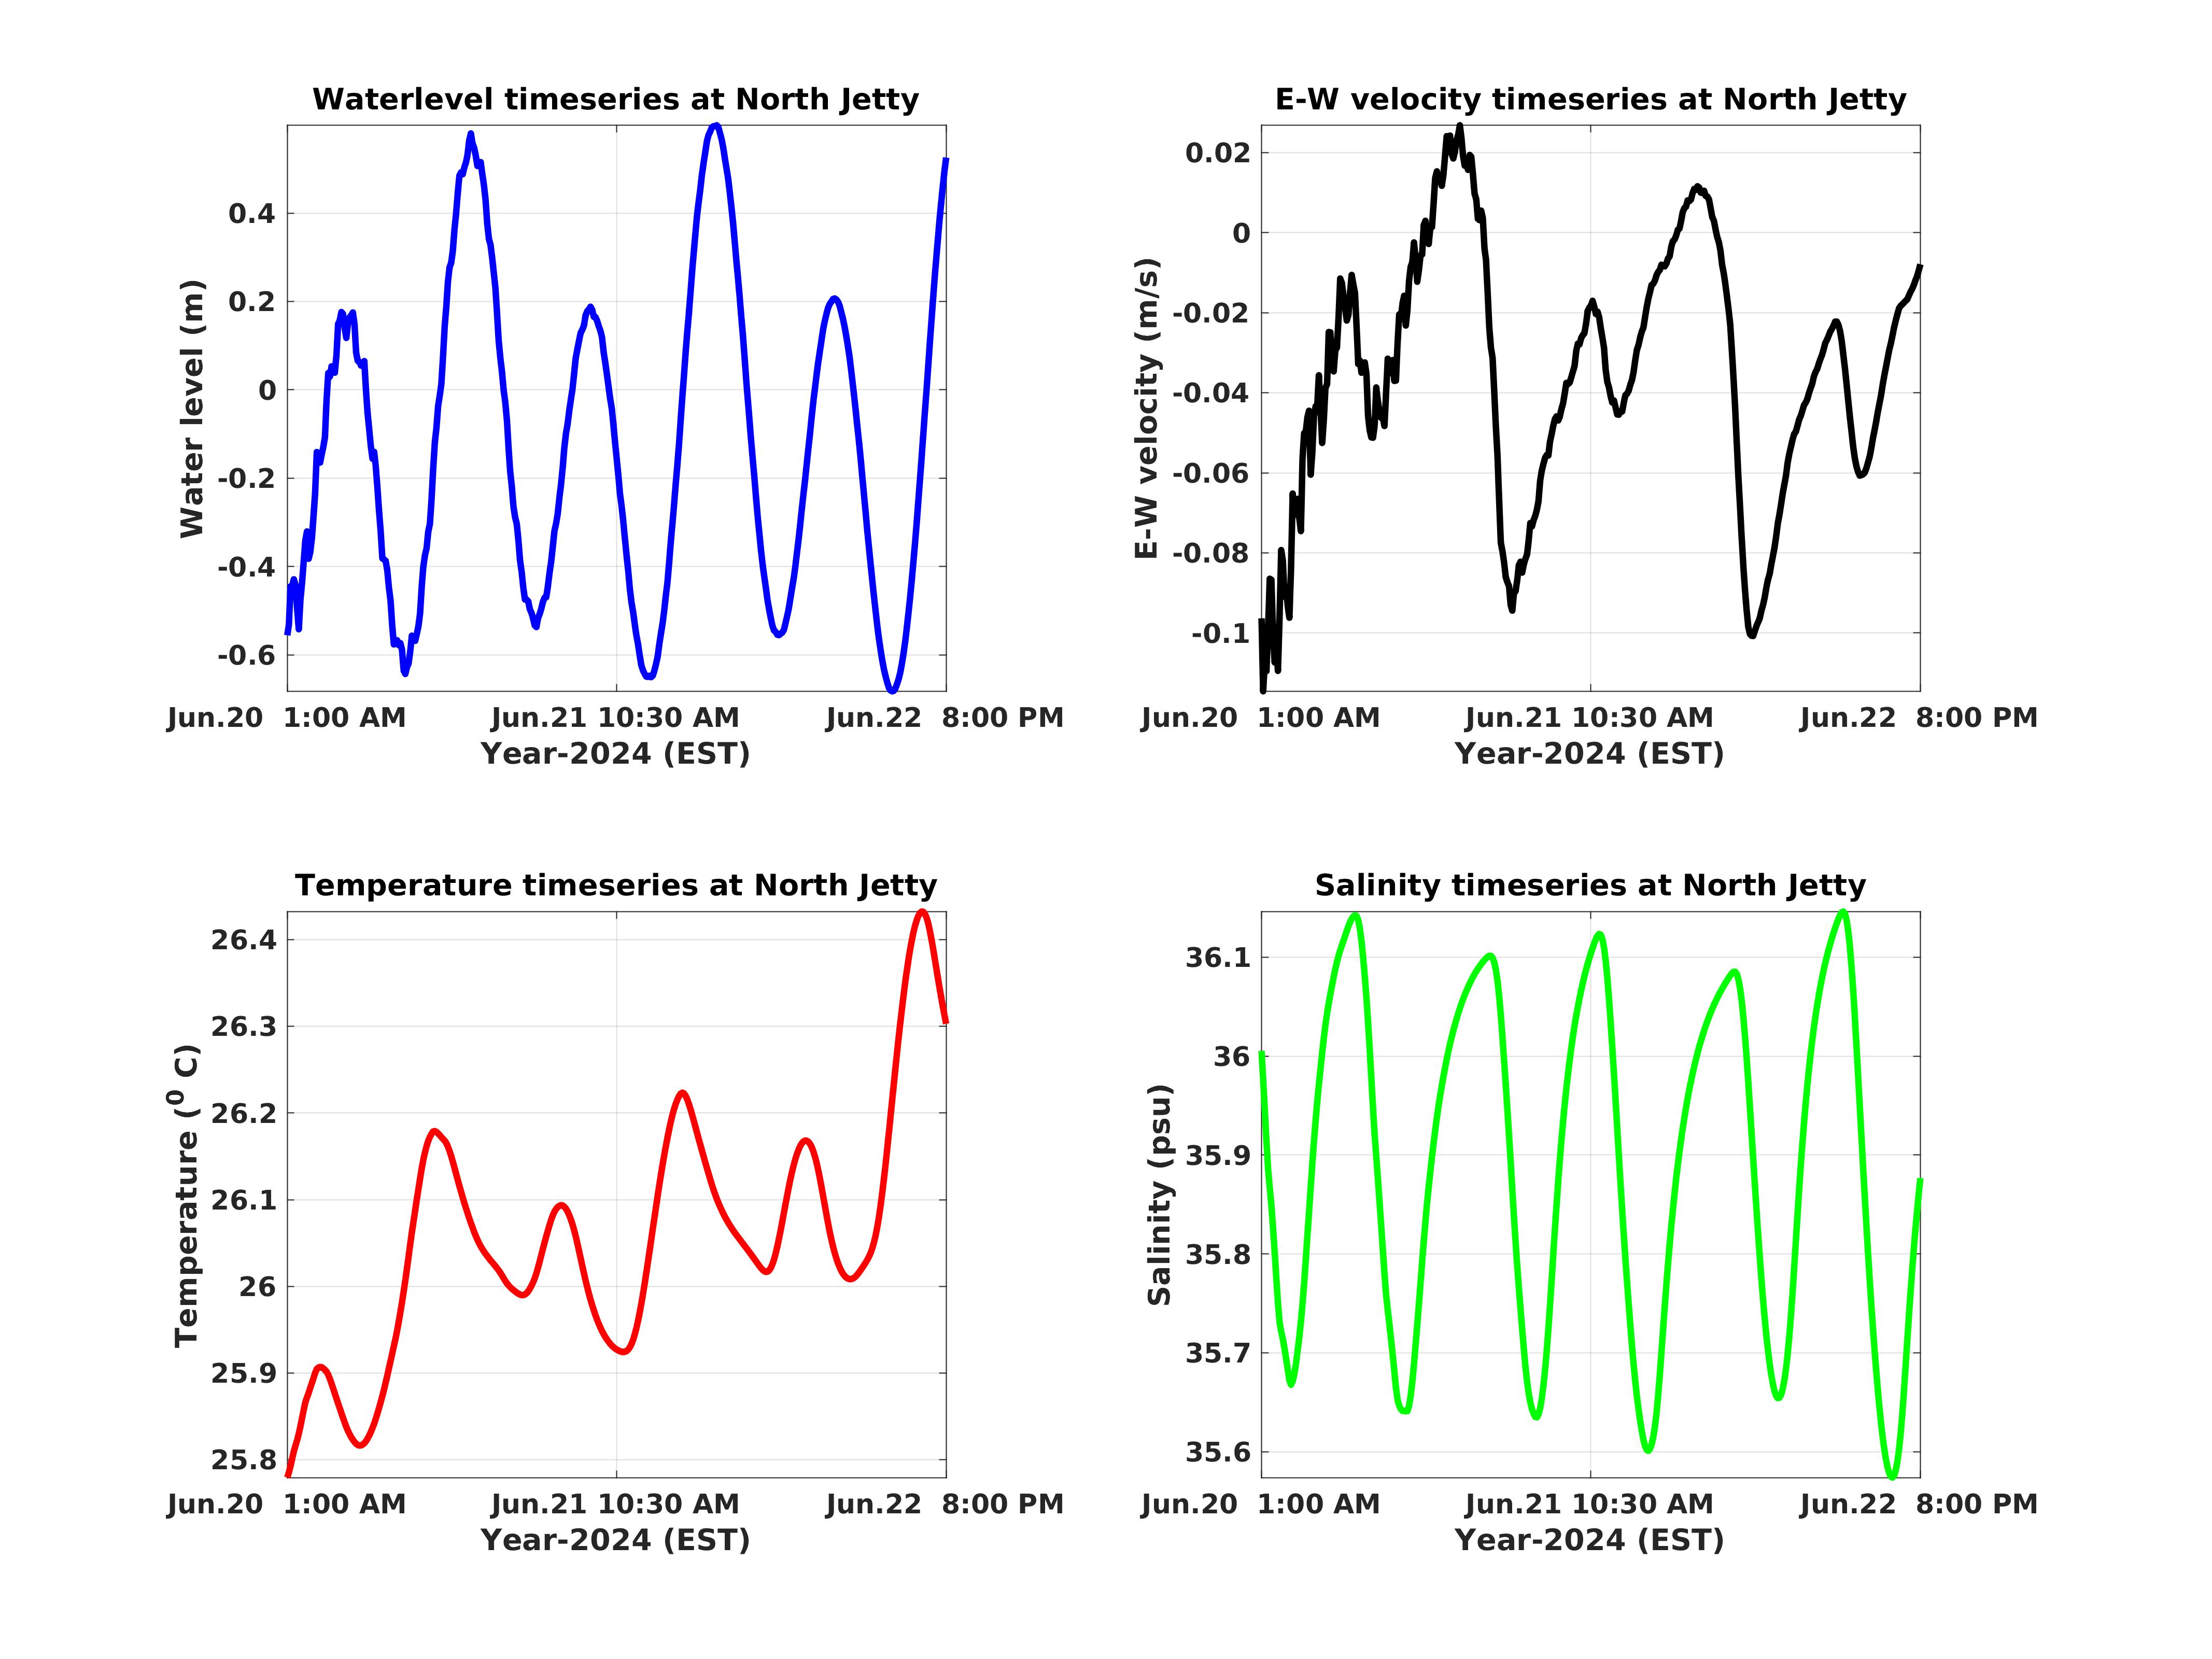 Waterlevel timeseries at North Jetty
Water level (m)
0.4
0.2
0
-0.2
-0.4
-0.6
Jun.20 1:00 AM
Jun.21 10:30 AM
Jun.22 8:00 PM
Year-2024 (EST)
E-W velocity timeseries at North Jetty
E-W velocity (m/s)
0.02
0
-0.02
-0.04
-0.06
-0.08
-0.1
Jun.20 1:00 AM
Jun.21 10:30 AM
Jun.22 8:00 PM
Year-2024 (EST)
Temperature timeseries at North Jetty
Temperature (⁰ C)
26.4
26.3
26.2
26.1
26
25.9
25.8
Jun.20 1:00 AM
Jun.21 10:30 AM
Jun.22 8:00 PM
Year-2024 (EST)
Salinity timeseries at North Jetty
Salinity (psu)
36.1
36
35.9
35.8
35.7
35.6
Jun.20 1:00 AM
Jun.21 10:30 AM
Jun.22 8:00 PM
Year-2024 (EST)